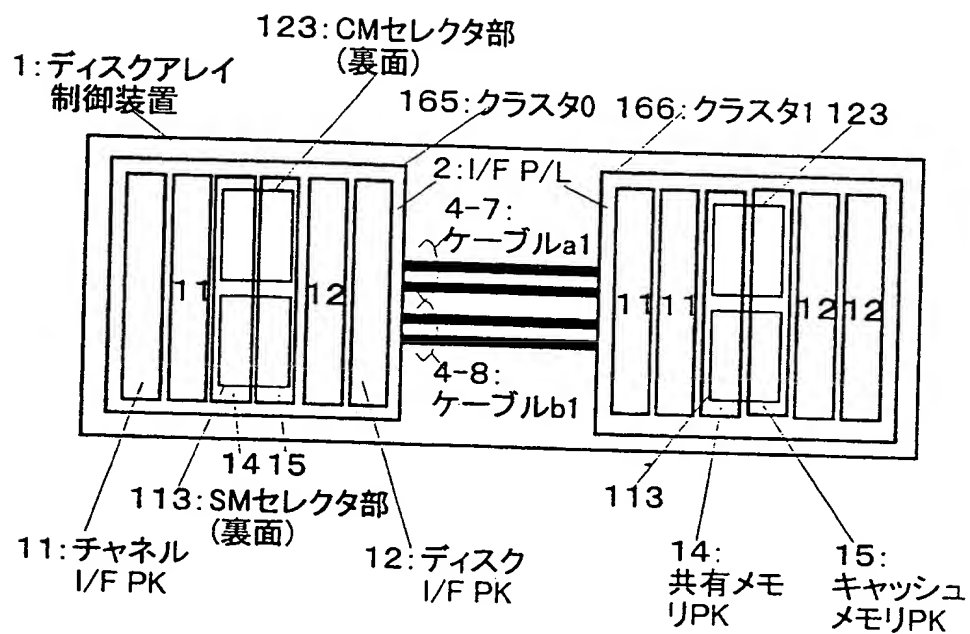 123:CMセレクタ部
(裏面)
1:ディスクアレイ
制御装置
165:クラスタ0
166:クラスタ1
123
2:I/F P/L
4-7:
ケーブルa1
11
12
11
11
12
12
4-8:
ケーブルb1
14
15
113:SMセレクタ部
(裏面)
113
11:チャネル
I/F PK
12:ディスク
I/F PK
14:
共有メモ
リPK
15:
キャッシュ
メモリPK